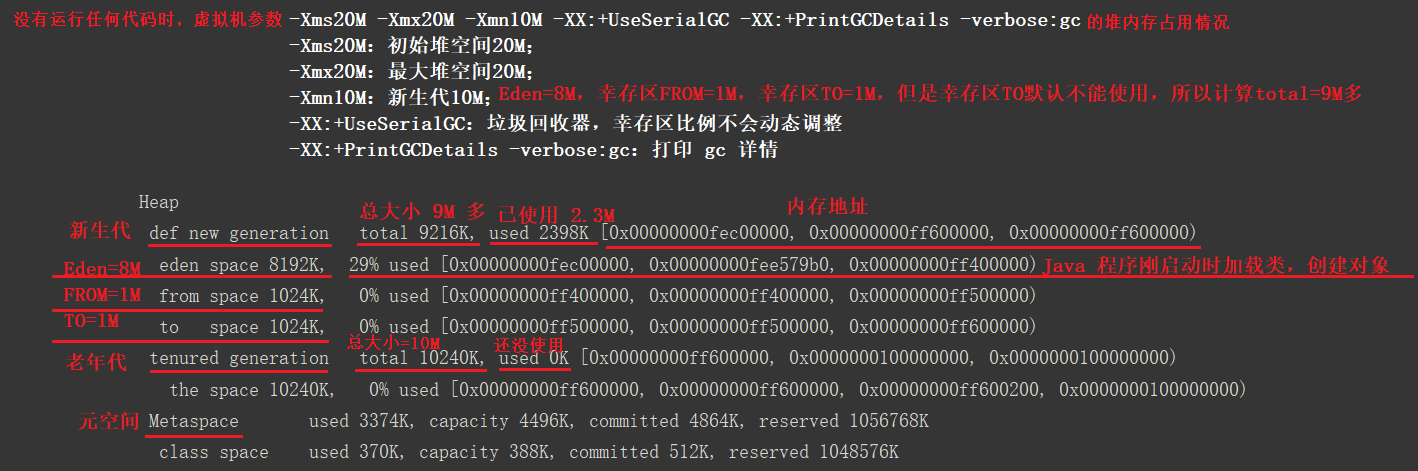 没有运行任何代码时，虚拟机参数 -Xms20M -Xmx20M -Xmn10M -XX:+UseSerialGC -XX:+PrintGCDetails -verbose:gc 的堆内存占用情况
-Xms20M：初始堆空间20M；
-Xmx20M：最大堆空间20M；
-Xmn10M：新生代10M；Eden=8M，幸存区FROM=1M，幸存区TO=1M，但是幸存区TO默认不能使用，所以计算total=9M多
-XX:+UseSerialGC：垃圾回收器，幸存区比例不会动态调整
-XX:+PrintGCDetails -verbose:gc：打印 gc 详情
Heap
总大小 9M 多 已使用 2.3M 内存地址
新生代 def new generation total 9216K, used 2398K [0x00000000fec00000, 0x00000000ff600000, 0x00000000ff600000)
Eden=8M eden space 8192K, 29% used [0x00000000fec00000, 0x00000000fee579b0, 0x00000000ff400000) Java 程序刚启动时加载类，创建对象
FROM=1M from space 1024K, 0% used [0x00000000ff400000, 0x00000000ff400000, 0x00000000ff500000)
TO=1M to space 1024K, 0% used [0x00000000ff500000, 0x00000000ff500000, 0x00000000ff600000)
总大小=10M 还没使用
老年代 tenured generation total 10240K, used 0K [0x00000000ff600000, 0x0000000100000000, 0x0000000100000000)
the space 10240K, 0% used [0x00000000ff600000, 0x00000000ff600000, 0x00000000ff600200, 0x0000000100000000)
元空间 Metaspace used 3374K, capacity 4496K, committed 4864K, reserved 1056768K
class space used 370K, capacity 388K, committed 512K, reserved 1048576K